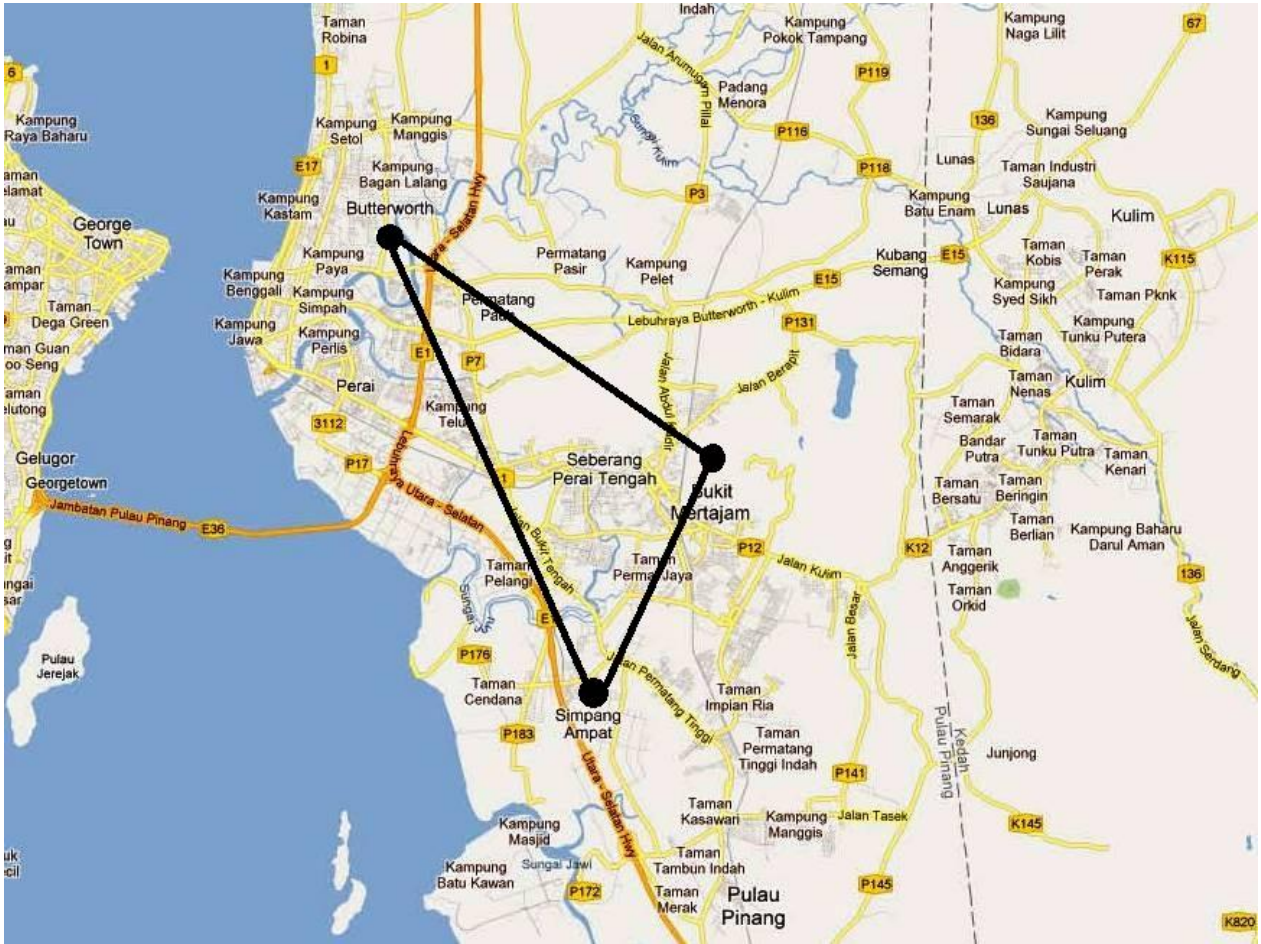 Indah
Taman
Robina
Kampung
Pokok Tampang
Kampung
Naga Lilit
67
1
6
Jalan Arumugam Pillai
P119
Padang
Menora
Kampung
Raya Baharu
Kampung
Setol
Kampung
Manggis
Sungai Kulim
P116
136
Kampung
Sungai Seluang
E17
Kampung
Bagan Lalang
P118
Lunas
Taman Industri
Saujana
Kampung
Kastam
Butterworth
P3
Kampung
Batu Enam
Lunas
Kulim
George
Town
Selatan Hwy
Kampung
Paya
Permatang
Pasir
Kampung
Pelet
Kubang
Semang
E15
Taman
Kobis
Taman
Perak
K115
Kampung
Benggali
Kampung
Simpah
E15
Kampung
Syed Sikh
Taman Pknk
Taman
Dega Green
Permatang
Lebuhraya Butterworth - Kulim
P131
Kampung
Jawa
Kampung
Perlis
Taman
Bidara
Kampung
Tunku Putera
E1
P7
Jalan Abdul Kadir
Jalan Berapit
Perai
Taman
Nenas
Kulim
Kampung
3112
Taman
Semarak
Gelugor
P17
Lebuhraya Utara - Selatan
Seberang
Perai Tengah
Bandar
Putra
Taman
Tunku Putra
Taman
Kenari
Georgetown
1
Bukit
Mertajam
Taman
Bersatu
Taman
Beringin
Jambatan Pulau Pinang
E36
Jalan Bukit Tengah
Taman
Berlian
Kampung Baharu
Darul Aman
P12
Jalan Kulim
K12
Taman
Anggerik
Taman
Pelangi
136
Taman
Orkid
Sungai
Jalan Besar
Jalan Serdang
Pulau
Jerejak
P176
Jalan Permatang Tinggi
Taman
Cendana
Taman
Impian Ria
Simpang
Ampat
P183
Taman
Permatang
Tinggi Indah
Kedah
Pulau Pinang
Junjong
P141
Utara - Selatan Hwy
Taman
Kasawari
Kampung
Manggis
Jalan Tasek
K145
Kampung
Masjid
Sungai Jawi
Taman
Tambun Indah
Kampung
Batu Kawan
P172
P145
Taman
Merak
Pulau
Pinang
K820